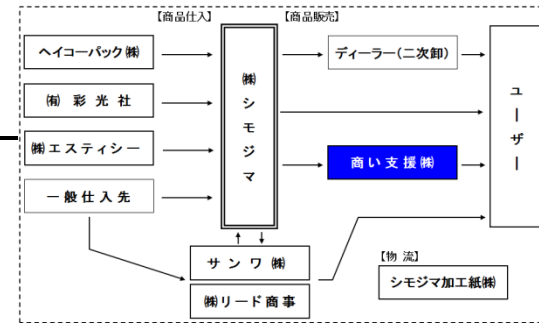 【商品仕入】
【商品販売】
ヘイコーパック㈱
㈲ 彩光社
㈱エスティシー
一般仕入先
㈱シモジマ
ディーラー(二次卸)
商い支援㈱
ユーザー
サンワ㈱
㈱リード商事
【物流】
シモジマ加工紙㈱